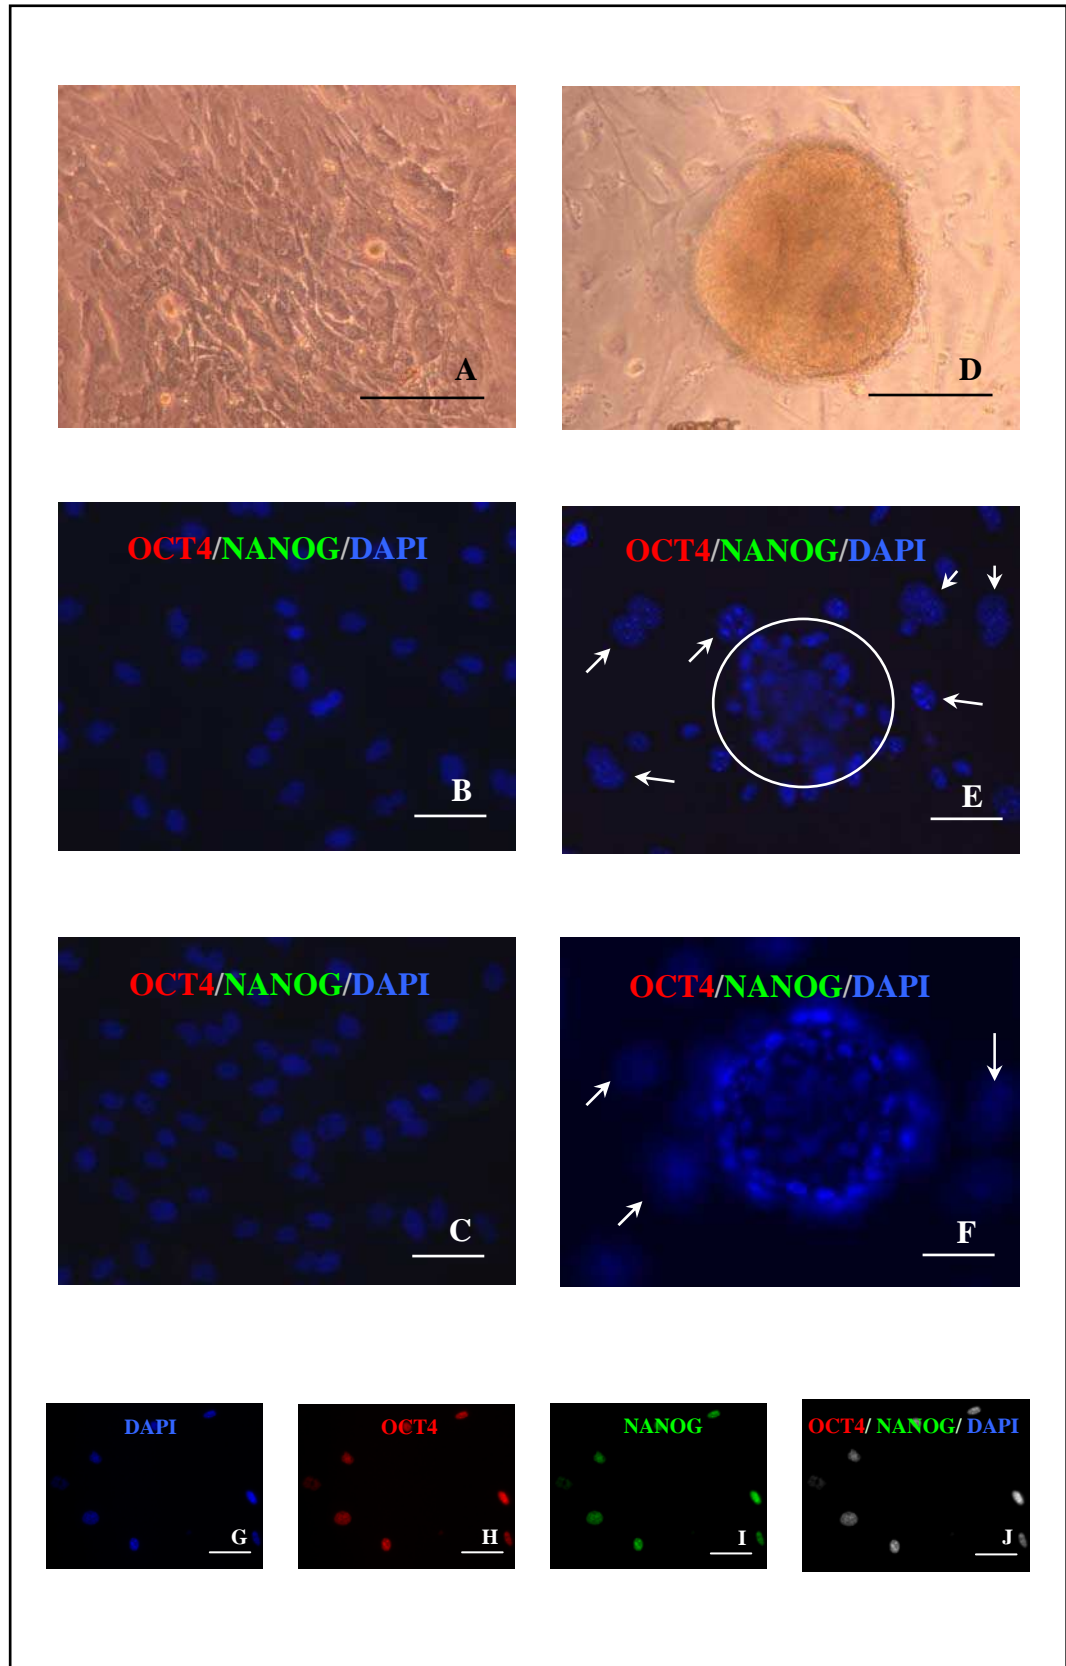 A
D
OCT4/NANOG/DAPI
B
OCT4/NANOG/DAPI
E
OCT4/NANOG/DAPI
C
OCT4/NANOG/DAPI
F
DAPI
G
OCT4
H
NANOG
I
OCT4/ NANOG/ DAPI
J